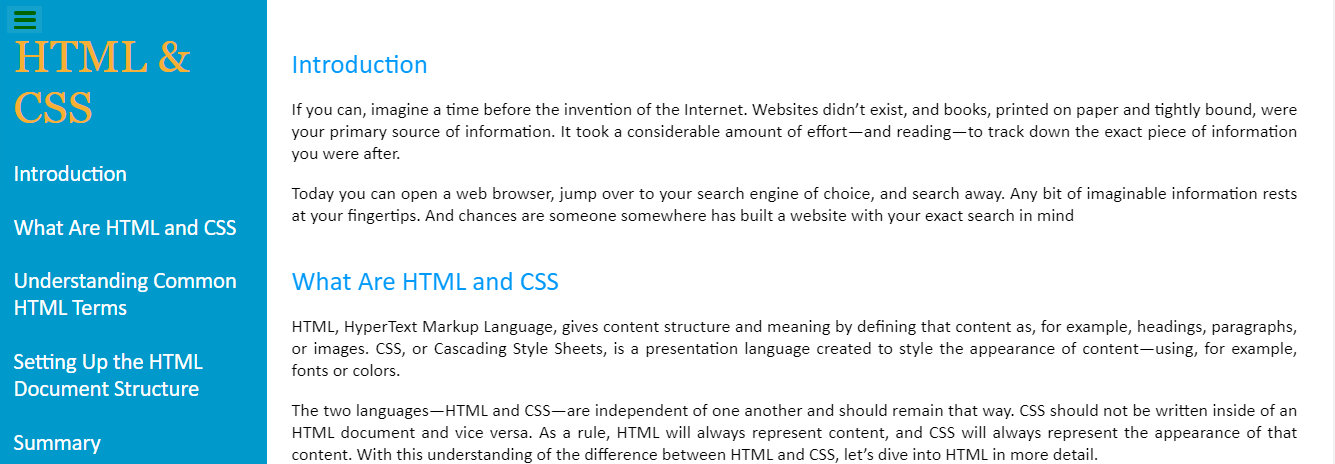 HTML &
CSS
Introduction
What Are HTML and CSS
Understanding Common
HTML Terms
Setting Up the HTML
Document Structure
Summary
Introduction
If you can, imagine a time before the invention of the Internet. Websites didn’t exist, and books, printed on paper and tightly bound, were
your primary source of information. It took a considerable amount of effort—and reading—to track down the exact piece of information
you were after.
Today you can open a web browser, jump over to your search engine of choice, and search away. Any bit of imaginable information rests
at your fingertips. And chances are someone somewhere has built a website with your exact search in mind
What Are HTML and CSS
HTML, HyperText Markup Language, gives content structure and meaning by defining that content as, for example, headings, paragraphs,
or images. CSS, or Cascading Style Sheets, is a presentation language created to style the appearance of content—using, for example,
fonts or colors.
The two languages—HTML and CSS—are independent of one another and should remain that way. CSS should not be written inside of an
HTML document and vice versa. As a rule, HTML will always represent content, and CSS will always represent the appearance of that
content. With this understanding of the difference between HTML and CSS, let’s dive into HTML in more detail.